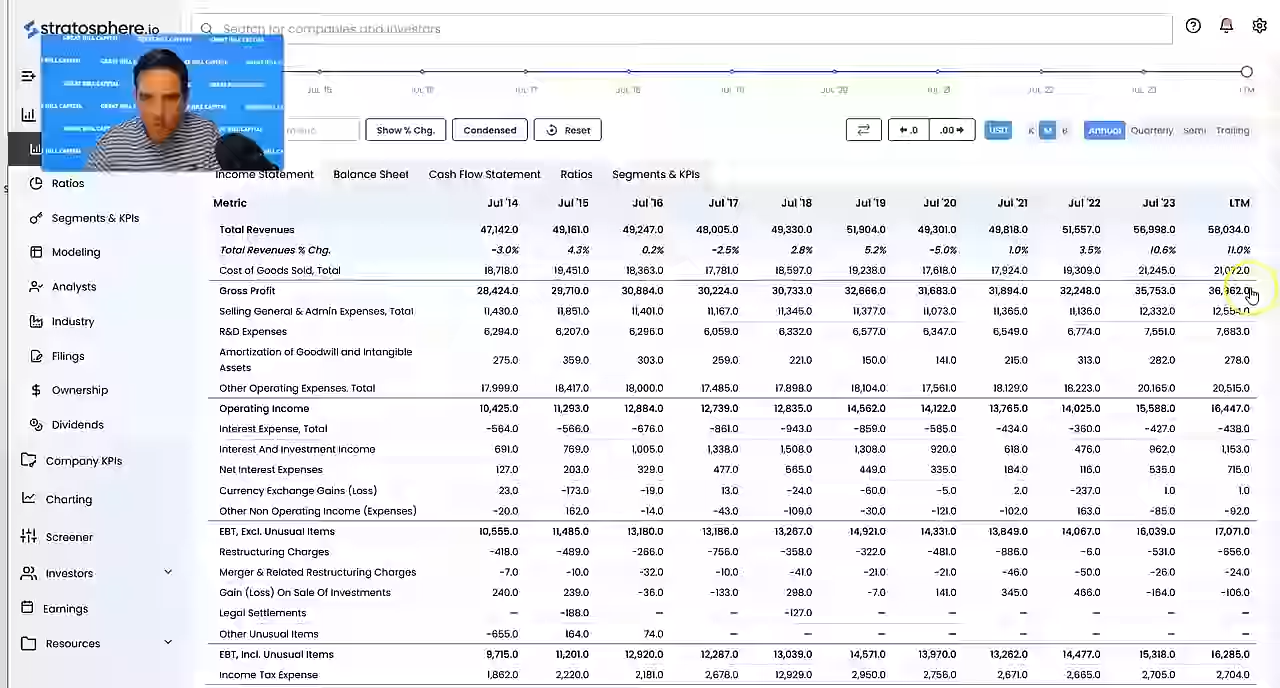 stratosphere.io
Search for companies and investors
JUL '15 JUL '16 JUL '17 JUL '18 JUL '19 JUL '20 JUL '21 JUL '22 JUL '23 LTM
Show % Chg. Condensed Reset .0 .00 USD K M B Annual Quarterly Semi Trailing
Income Statement Balance Sheet Cash Flow Statement Ratios Segments & KPIs
Ratios
Segments & KPIs
Modeling
Analysts
Industry
Filings
Ownership
Dividends
Company KPIs
Charting
Screener
Investors
Earnings
Resources
Metric Jul '14 Jul '15 Jul '16 Jul '17 Jul '18 Jul '19 Jul '20 Jul '21 Jul '22 Jul '23 LTM
Total Revenues 47,142.0 49,161.0 49,247.0 48,005.0 49,330.0 51,904.0 49,301.0 49,818.0 51,557.0 56,998.0 58,034.0
Total Revenues % Chg. -3.0% 4.3% 0.2% -2.5% 2.8% 5.2% -5.0% 1.0% 3.5% 10.6% 11.0%
Cost of Goods Sold, Total 18,718.0 19,451.0 18,363.0 17,781.0 18,597.0 19,238.0 17,618.0 17,924.0 19,309.0 21,245.0 21,072.0
Gross Profit 28,424.0 29,710.0 30,884.0 30,224.0 30,733.0 32,666.0 31,683.0 31,894.0 32,248.0 35,753.0 36,962.0
Selling General & Admin Expenses, Total 11,430.0 11,851.0 11,401.0 11,167.0 11,345.0 11,377.0 11,073.0 11,365.0 11,136.0 12,332.0 12,554.0
R&D Expenses 6,294.0 6,207.0 6,296.0 6,059.0 6,332.0 6,577.0 6,347.0 6,549.0 6,774.0 7,551.0 7,683.0
Amortization of Goodwill and Intangible
Assets 275.0 359.0 303.0 259.0 221.0 150.0 141.0 215.0 313.0 282.0 278.0
Other Operating Expenses, Total 17,999.0 18,417.0 18,000.0 17,485.0 17,898.0 18,104.0 17,561.0 18,129.0 18,223.0 20,165.0 20,515.0
Operating Income 10,425.0 11,293.0 12,884.0 12,739.0 12,835.0 14,562.0 14,122.0 13,765.0 14,025.0 15,588.0 16,447.0
Interest Expense, Total -564.0 -566.0 -676.0 -861.0 -943.0 -859.0 -585.0 -434.0 -360.0 -427.0 -438.0
Interest And Investment Income 691.0 769.0 1,005.0 1,338.0 1,508.0 1,308.0 920.0 618.0 476.0 962.0 1,153.0
Net Interest Expenses 127.0 203.0 329.0 477.0 565.0 449.0 335.0 184.0 116.0 535.0 715.0
Currency Exchange Gains (Loss) 23.0 -173.0 -19.0 13.0 -24.0 -60.0 -5.0 2.0 -237.0 1.0 1.0
Other Non Operating Income (Expenses) -20.0 162.0 -14.0 -43.0 -109.0 -30.0 -121.0 -102.0 163.0 -85.0 -92.0
EBT, Excl. Unusual Items 10,555.0 11,485.0 13,180.0 13,186.0 13,267.0 14,921.0 14,331.0 13,849.0 14,067.0 16,039.0 17,071.0
Restructuring Charges -418.0 -489.0 -266.0 -756.0 -358.0 -322.0 -481.0 -886.0 -6.0 -531.0 -656.0
Merger & Related Restructuring Charges -7.0 -10.0 -32.0 -10.0 -41.0 -21.0 -21.0 -46.0 -50.0 -26.0 -24.0
Gain (Loss) On Sale Of Investments 240.0 239.0 -36.0 -133.0 298.0 -7.0 141.0 345.0 466.0 -164.0 -106.0
Legal Settlements — -188.0 — — -127.0 — — — — — —
Other Unusual Items -655.0 164.0 74.0 — — — — — — — —
EBT, Incl. Unusual Items 9,715.0 11,201.0 12,920.0 12,287.0 13,039.0 14,571.0 13,970.0 13,262.0 14,477.0 15,318.0 16,285.0
Income Tax Expense 1,862.0 2,220.0 2,181.0 2,678.0 12,929.0 2,950.0 2,756.0 2,671.0 2,665.0 2,705.0 2,704.0